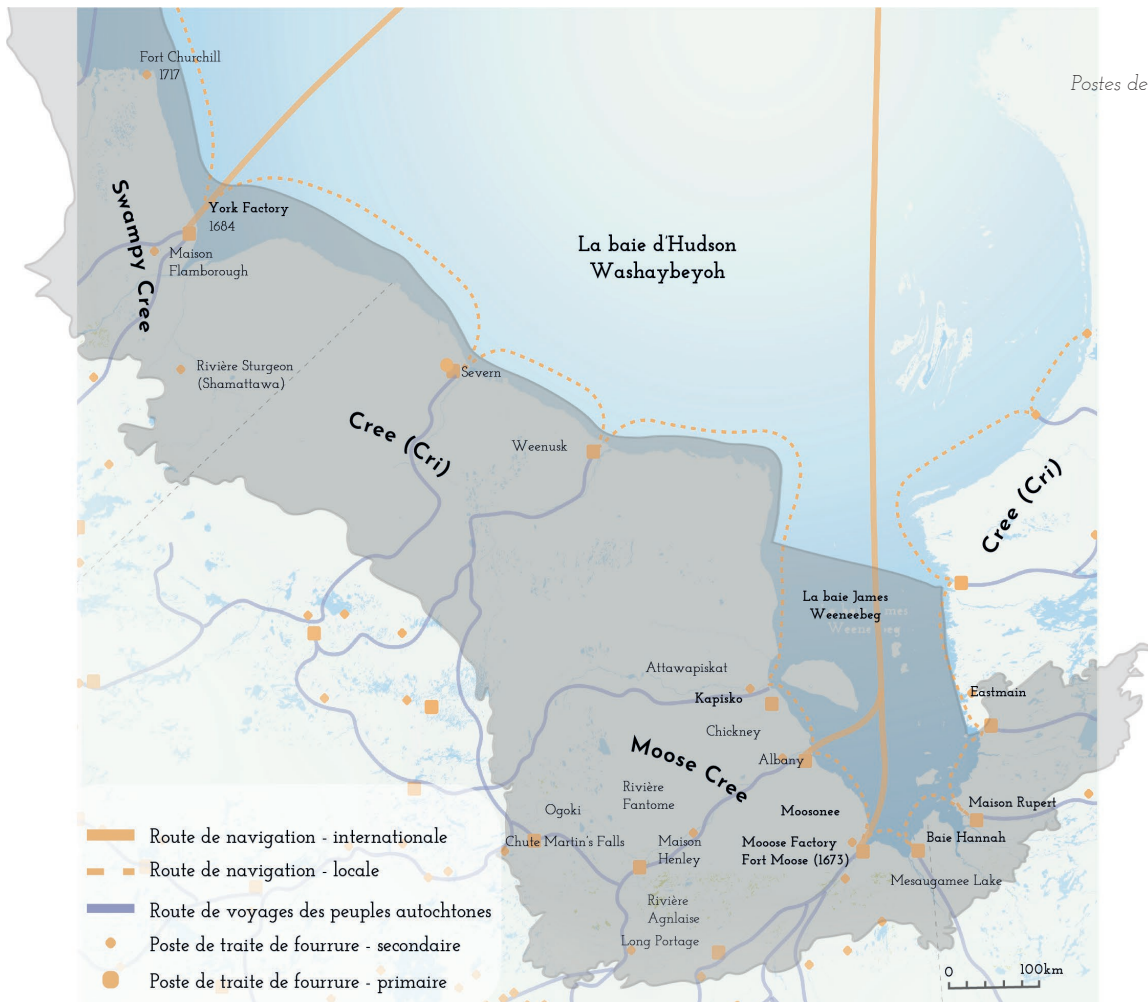 Fort Churchill
1717
Postes de
Swampy Cree
York Factory
1684
Maison
Flamborough
La baie d'Hudson
Washaybeyoh
Rivière Sturgeon
(Shamattawa)
Severn
Cree (Cri)
Weenusk
Cree (Cri)
La baie James
Weeneebeg
Attawapiskat
Kapisko
Eastmain
Chickney
Moose Cree
Albany
Rivière
Fantome
Ogoki
Moosonee
Maison Rupert
Chute Martin's Falls
Maison
Henley
Mooose Factory
Fort Moose (1673)
Baie Hannah
Mesaugamee Lake
Rivière
Agnlaise
Long Portage
Route de navigation - internationale
Route de navigation - locale
Route de voyages des peuples autochtones
Poste de traite de fourrure - secondaire
Poste de traite de fourrure - primaire
0 100km